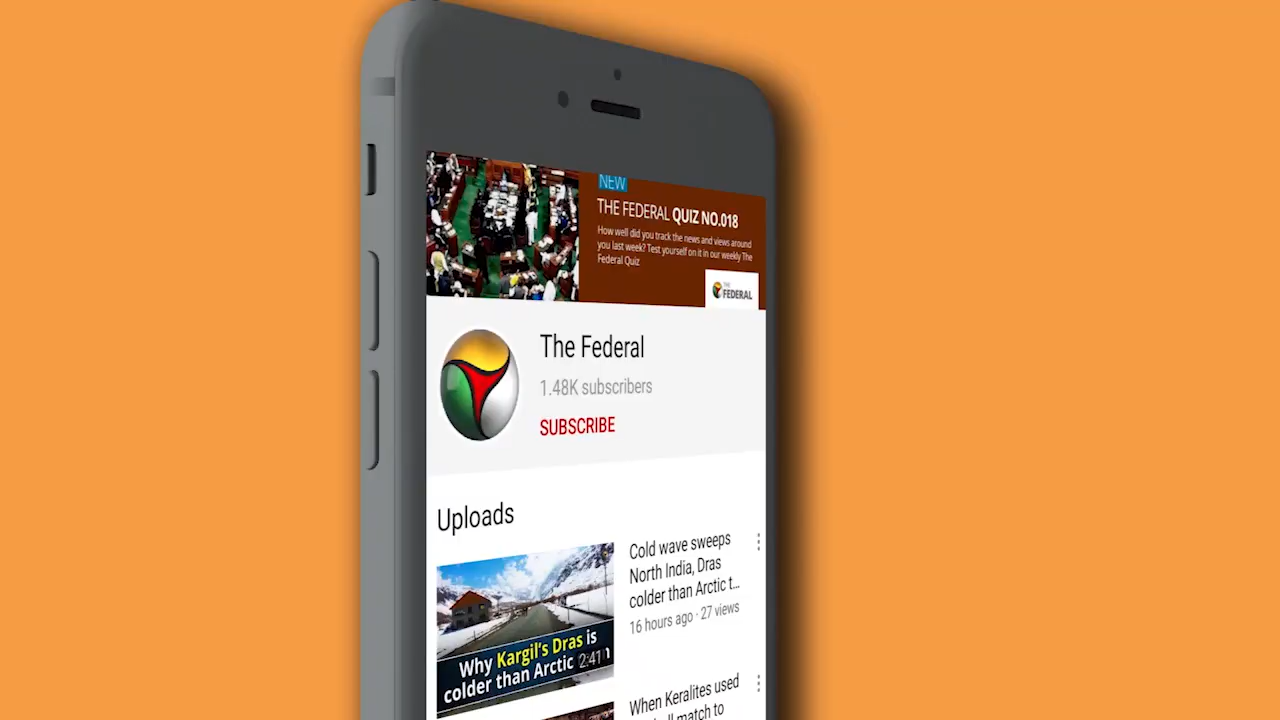 NEW
THE FEDERAL QUIZ NO.018
How well did you track the news and views around
you last week? Test yourself on it in our weekly The
Federal Quiz
THE
FEDERAL
The Federal
1.48K subscribers
SUBSCRIBE
Uploads
Cold wave sweeps
North India, Dras
colder than Arctic t...
16 hours ago · 27 views
Why Kargil's Dras is
colder than Arctic
2:41
When Keralites used
match to